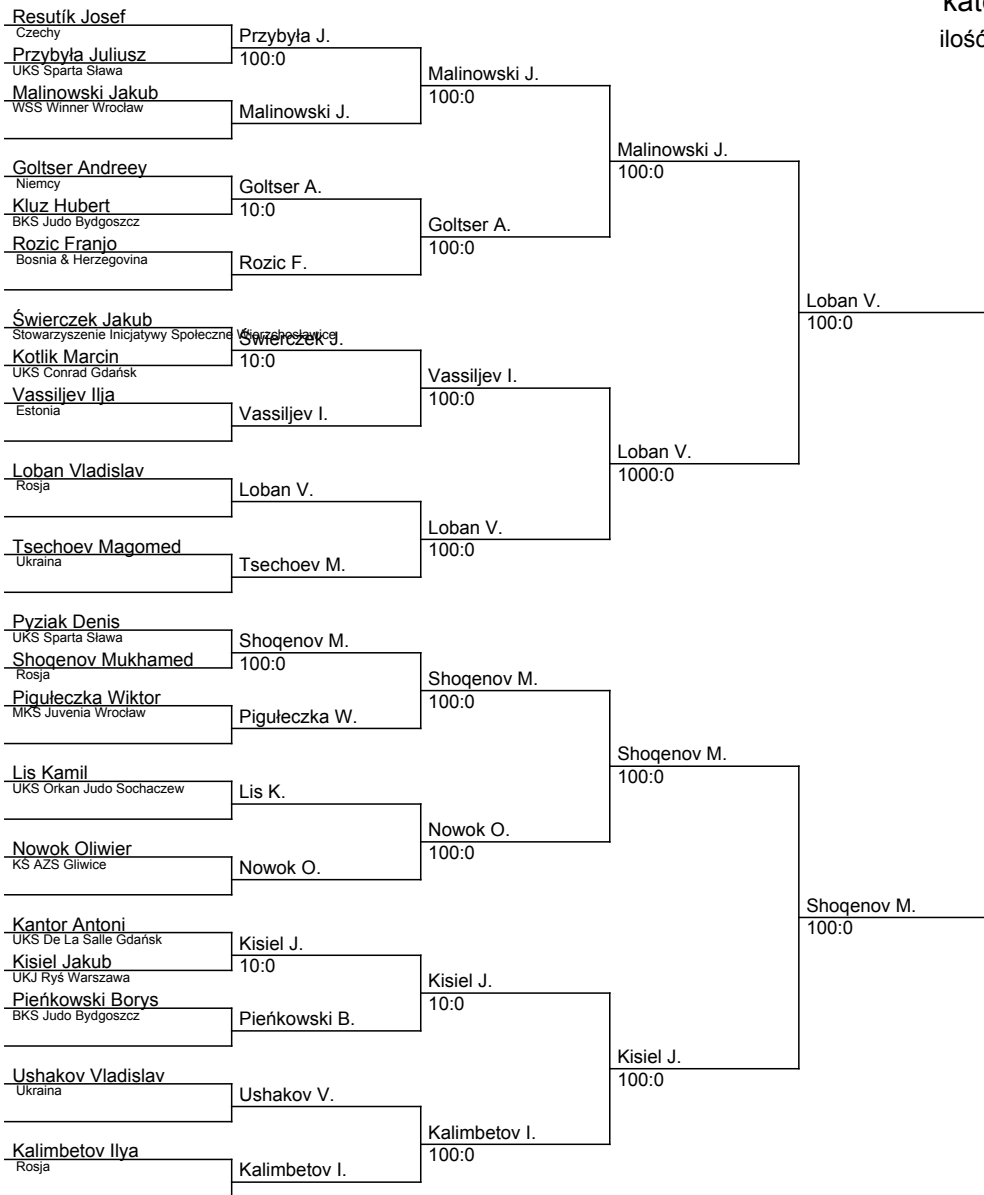 Resutík Josef
Czechy
Przybyła Juliusz
UKS Sparta Sława
Malinowski Jakub
WSS Winner Wrocław
Goltser Andreey
Niemcy
Kluz Hubert
BKS Judo Bydgoszcz
Rozic Franjo
Bosnia & Herzegovina
Świerczek Jakub
Stowarzyszenie Inicjatywy Społeczne Wierzchosławice
Kotlik Marcin
UKS Conrad Gdańsk
Vassiljev Ilja
Estonia
Loban Vladislav
Rosja
Tsechoev Magomed
Ukraina
Pyziak Denis
UKS Sparta Sława
Shogenov Mukhamed
Rosja
Pigułeczka Wiktor
MKS Juvenia Wrocław
Lis Kamil
UKS Orkan Judo Sochaczew
Nowok Oliwier
KŚ AZS Gliwice
Kantor Antoni
UKS De La Salle Gdańsk
Kisiel Jakub
UKJ Ryś Warszawa
Pieńkowski Borys
BKS Judo Bydgoszcz
Ushakov Vladislav
Ukraina
Kalimbetov Ilya
Rosja
Przybyła J.
100:0
Malinowski J.
Goltser A.
10:0
Rozic F.
Świerczek J.
10:0
Vassiljev I.
Loban V.
Tsechoev M.
Shogenov M.
100:0
Pigułeczka W.
Lis K.
Nowok O.
Kisiel J.
10:0
Pieńkowski B.
Ushakov V.
Kalimbetov I.
Malinowski J.
100:0
Goltser A.
100:0
Vassiljev I.
100:0
Loban V.
100:0
Shogenov M.
100:0
Nowok O.
100:0
Kisiel J.
10:0
Kalimbetov I.
100:0
Malinowski J.
100:0
Loban V.
1000:0
Shogenov M.
100:0
Kisiel J.
100:0
Loban V.
100:0
Shogenov M.
100:0
ilość